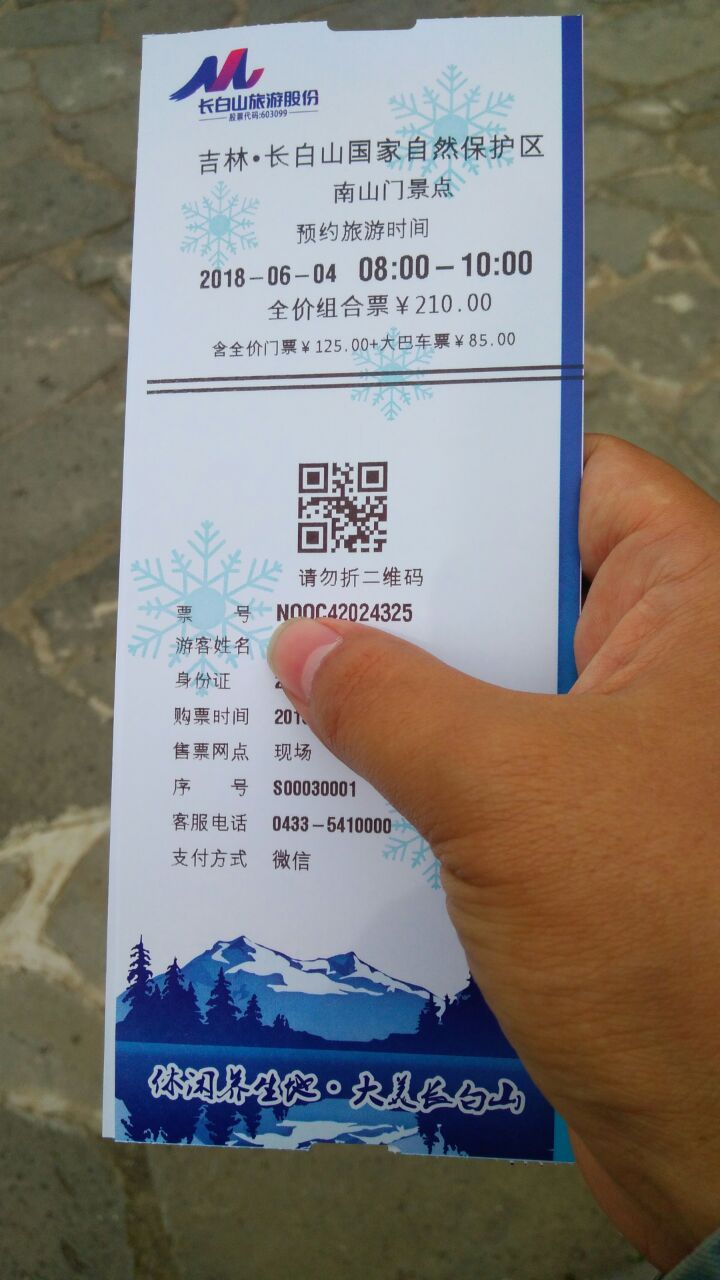 长白山旅游股份
股票代码:603099
吉林•长白山国家自然保护区
南山门景点
预约旅游时间
2018-06-04 08:00-10:00
全价组合票￥210.00
含全价门票￥125.00+大巴车票￥85.00
请勿折二维码
票 号 NOOC42024325
游客姓名
身份证
购票时间 201
售票网点 现场
序 号 S00030001
客服电话 0433-5410000
支付方式 微信
休闲养生地·大美长白山